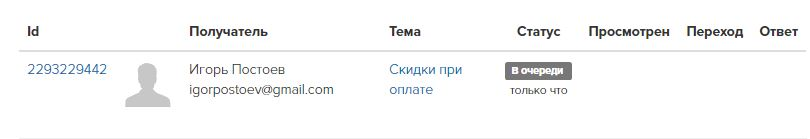 Id Получатель Тема Статус Просмотрен Переход Ответ
2293229442 Игорь Постоев Скидки при В очереди
igorpostoev@gmail.com оплате только что